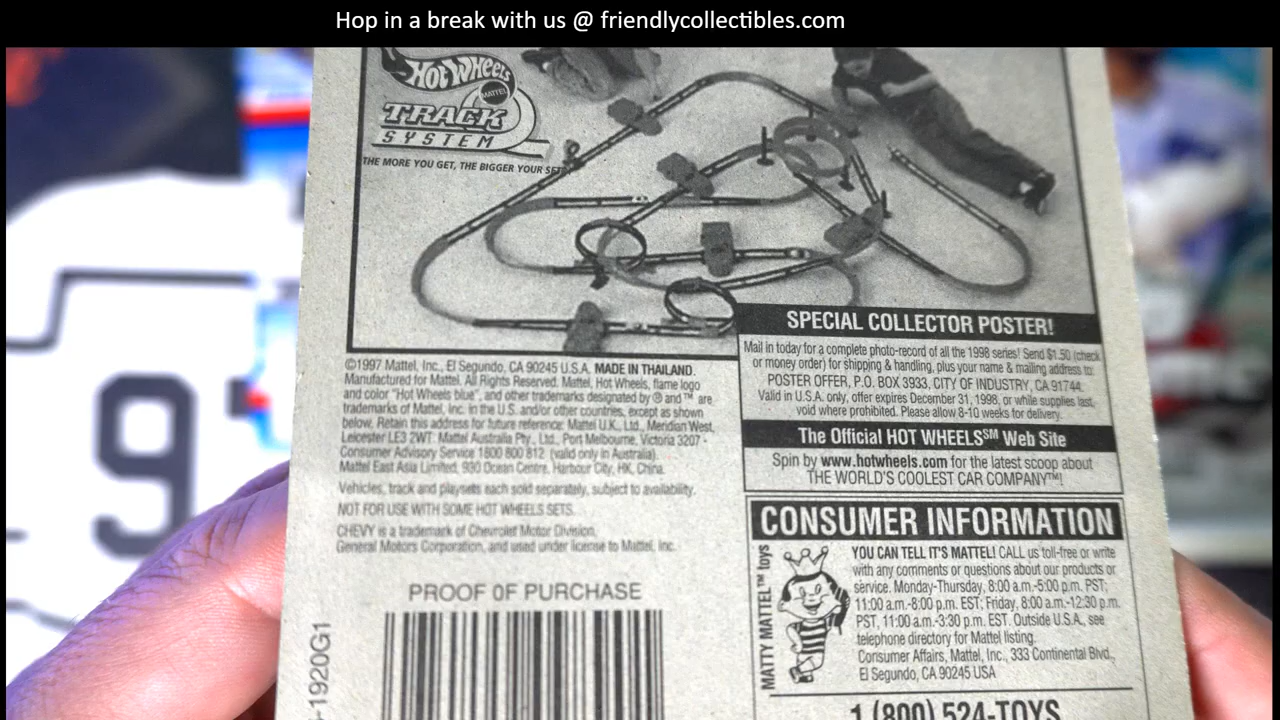 Hop in a break with us @ friendlycollectibles.com
HOT WHEELS
MATTEL
TRACK
SYSTEM
THE MORE YOU GET, THE BIGGER YOUR SET!
©1997 Mattel, Inc., El Segundo, CA 90245 U.S.A. MADE IN THAILAND.
Manufactured for Mattel. All Rights Reserved. Mattel, Hot Wheels, flame logo
and color "Hot Wheels blue", and other trademarks designated by ® and ™ are
trademarks of Mattel, Inc. in the U.S. and/or other countries, except as shown
below. Retain this address for future reference: Mattel U.K., Ltd., Meridian West,
Leicester LE3 2WT. Mattel Australia Pty., Ltd., Port Melbourne, Victoria 3207 -
Consumer Advisory Service 1800 800 812 (valid only in Australia).
Mattel East Asia Limited, 930 Ocean Centre, Harbour City, HK, China.
Vehicles, track and playsets each sold separately, subject to availability.
NOT FOR USE WITH SOME HOT WHEELS SETS.
CHEVY is a trademark of Chevrolet Motor Division,
General Motors Corporation, and used under license to Mattel, Inc.
PROOF OF PURCHASE
-1920G1
SPECIAL COLLECTOR POSTER!
Mail in today for a complete photo-record of all the 1998 series! Send $1.50 (check
or money order) for shipping & handling, plus your name & mailing address to:
POSTER OFFER, P.O. BOX 3933, CITY OF INDUSTRY, CA 91744.
Valid in U.S.A. only, offer expires December 31, 1998, or while supplies last,
void where prohibited. Please allow 8-10 weeks for delivery.
The Official HOT WHEELS℠ Web Site
Spin by www.hotwheels.com for the latest scoop about
THE WORLD'S COOLEST CAR COMPANY™!
CONSUMER INFORMATION
MATTY MATTEL™ toys
YOU CAN TELL IT'S MATTEL! CALL us toll-free or write
with any comments or questions about our products or
service. Monday-Thursday, 8:00 a.m.-5:00 p.m. PST;
11:00 a.m.-8:00 p.m. EST; Friday, 8:00 a.m.-12:30 p.m.
PST, 11:00 a.m.-3:30 p.m. EST. Outside U.S.A., see
telephone directory for Mattel listing.
Consumer Affairs, Mattel, Inc., 333 Continental Blvd.,
El Segundo, CA 90245 USA
1 (800) 524-TOYS
97